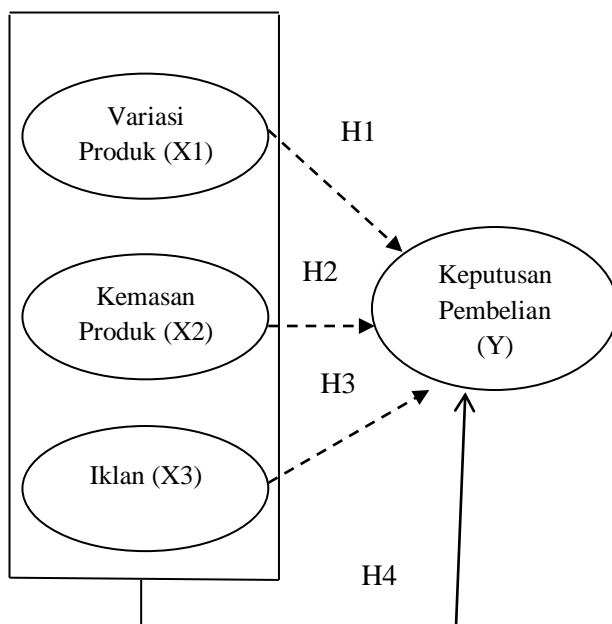 Variasi
Produk (X1)
H1
Kemasan
Produk (X2)
H2
Keputusan
Pembelian
(Y)
H3
Iklan (X3)
H4